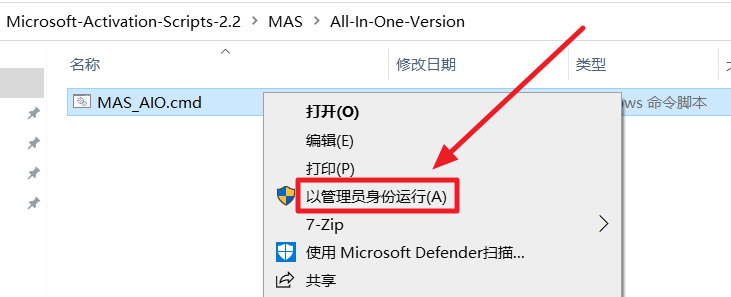 Microsoft-Activation-Scripts-2.2 > MAS > All-In-One-Version
名称 修改日期 类型
MAS_AIO.cmd ows 命令脚本
打开(O)
编辑(E)
打印(P)
以管理员身份运行(A)
7-Zip
使用 Microsoft Defender扫描...
共享